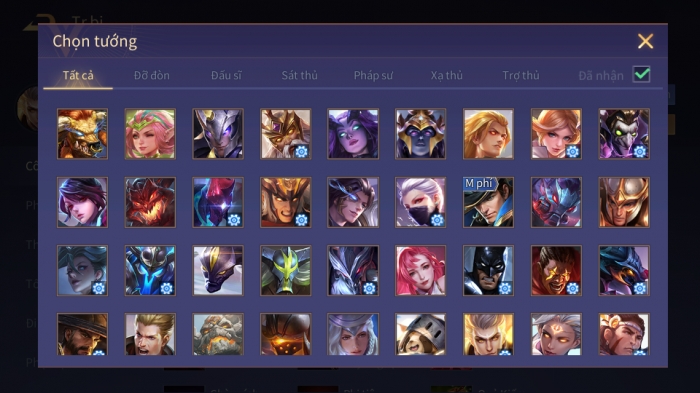 Chọn tướng
Tất cả Đỡ đòn Đấu sĩ Sát thủ Pháp sư Xạ thủ Trợ thủ Đã nhận
M phí